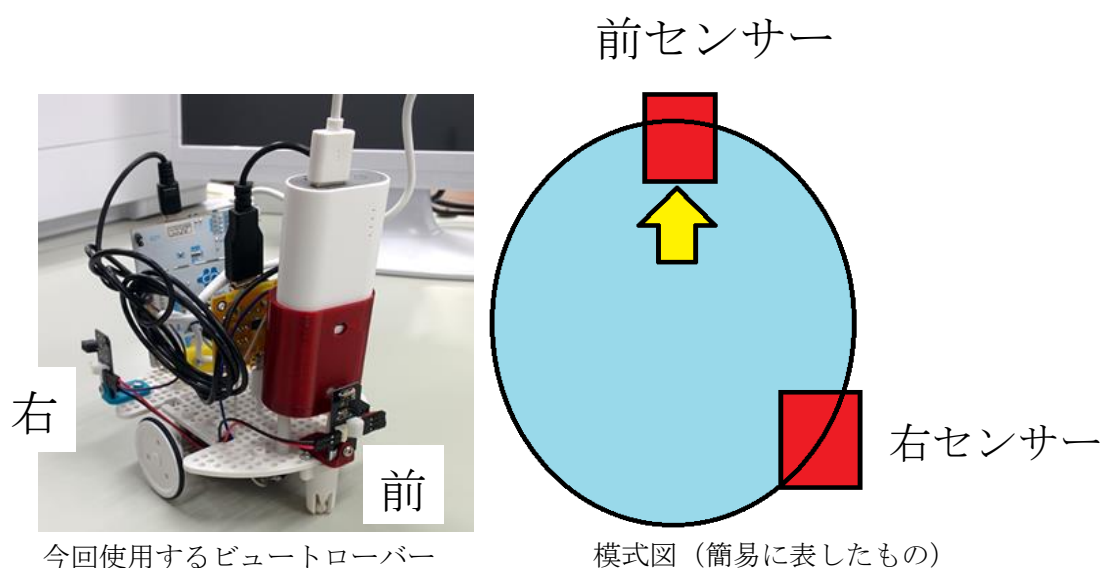 前センサー
右
前
右センサー
今回使用するビュートローバー
模式図（簡易に表したもの）